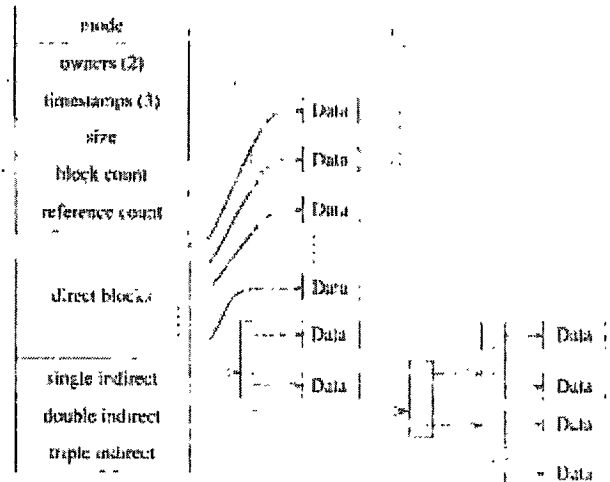 mode
owners (2)
timestamps (3)
size
block count
reference count
direct blocks
single indirect
double indirect
triple indirect
Data
Data
Data
Data
Data
Data
Data
Data
Data
Data